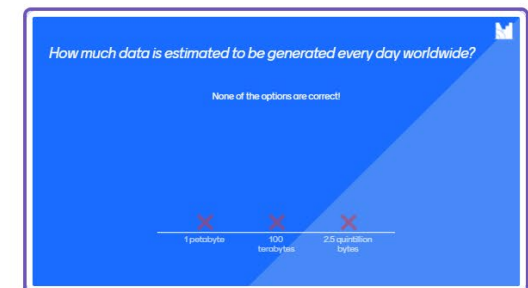 How much data is estimated to be generated every day worldwide?
None of the options are correct!
1 petabyte
100
terabytes
2.5 quintillion
bytes